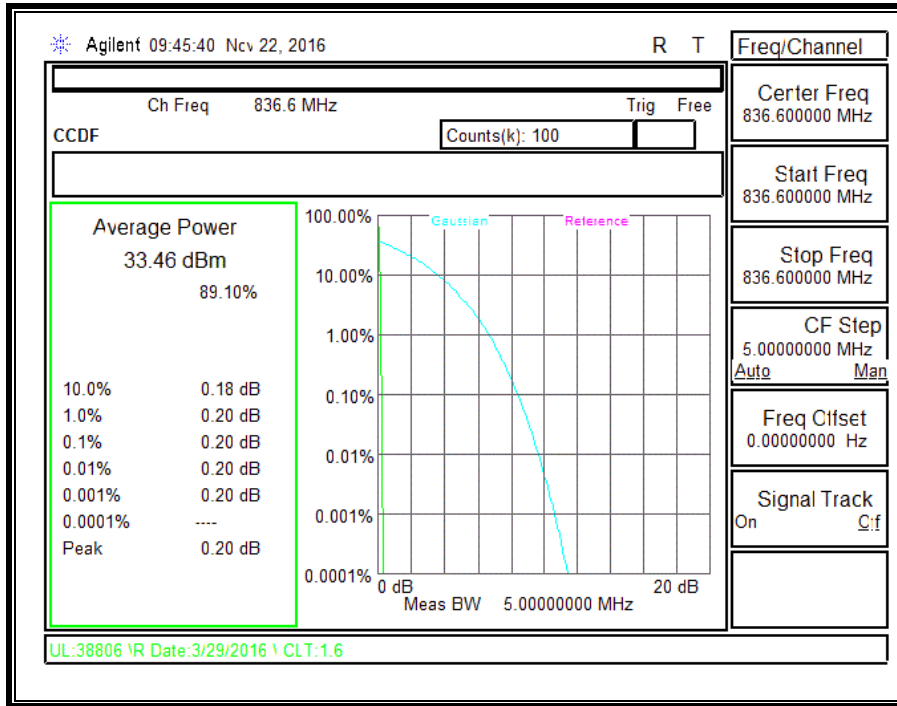 Agilent 09:45:40 Nov 22, 2016 R T
Freq/Channel
Ch Freq 836.6 MHz Trig Free
CCDF Counts(k): 100
Average Power
33.46 dBm
89.10%
10.0% 0.18 dB
1.0% 0.20 dB
0.1% 0.20 dB
0.01% 0.20 dB
0.001% 0.20 dB
0.0001% ----
Peak 0.20 dB
Gaussian Reference
100.00%
10.00%
1.00%
0.10%
0.01%
0.001%
0.0001%
0 dB 20 dB
Meas BW 5.00000000 MHz
Center Freq
836.600000 MHz
Start Freq
836.600000 MHz
Stop Freq
836.600000 MHz
CF Step
5.00000000 MHz
Auto Man
Freq Offset
0.00000000 Hz
Signal Track
On Off
UL:38806 \R Date:3/29/2016 \ CLT:1.6